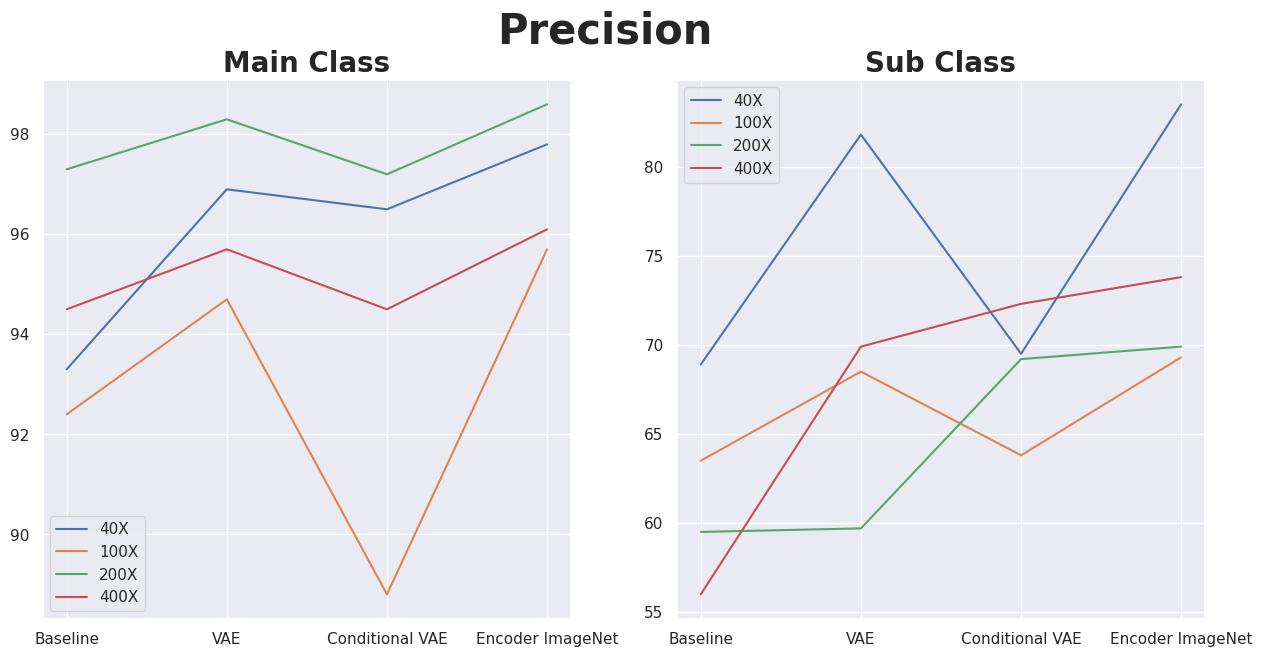 Precision
Main Class
98
96
94
92
90
40X
100X
200X
400X
Baseline
VAE
Conditional VAE
Encoder ImageNet
Sub Class
40X
100X
200X
400X
80
75
70
65
60
55
Baseline
VAE
Conditional VAE
Encoder ImageNet